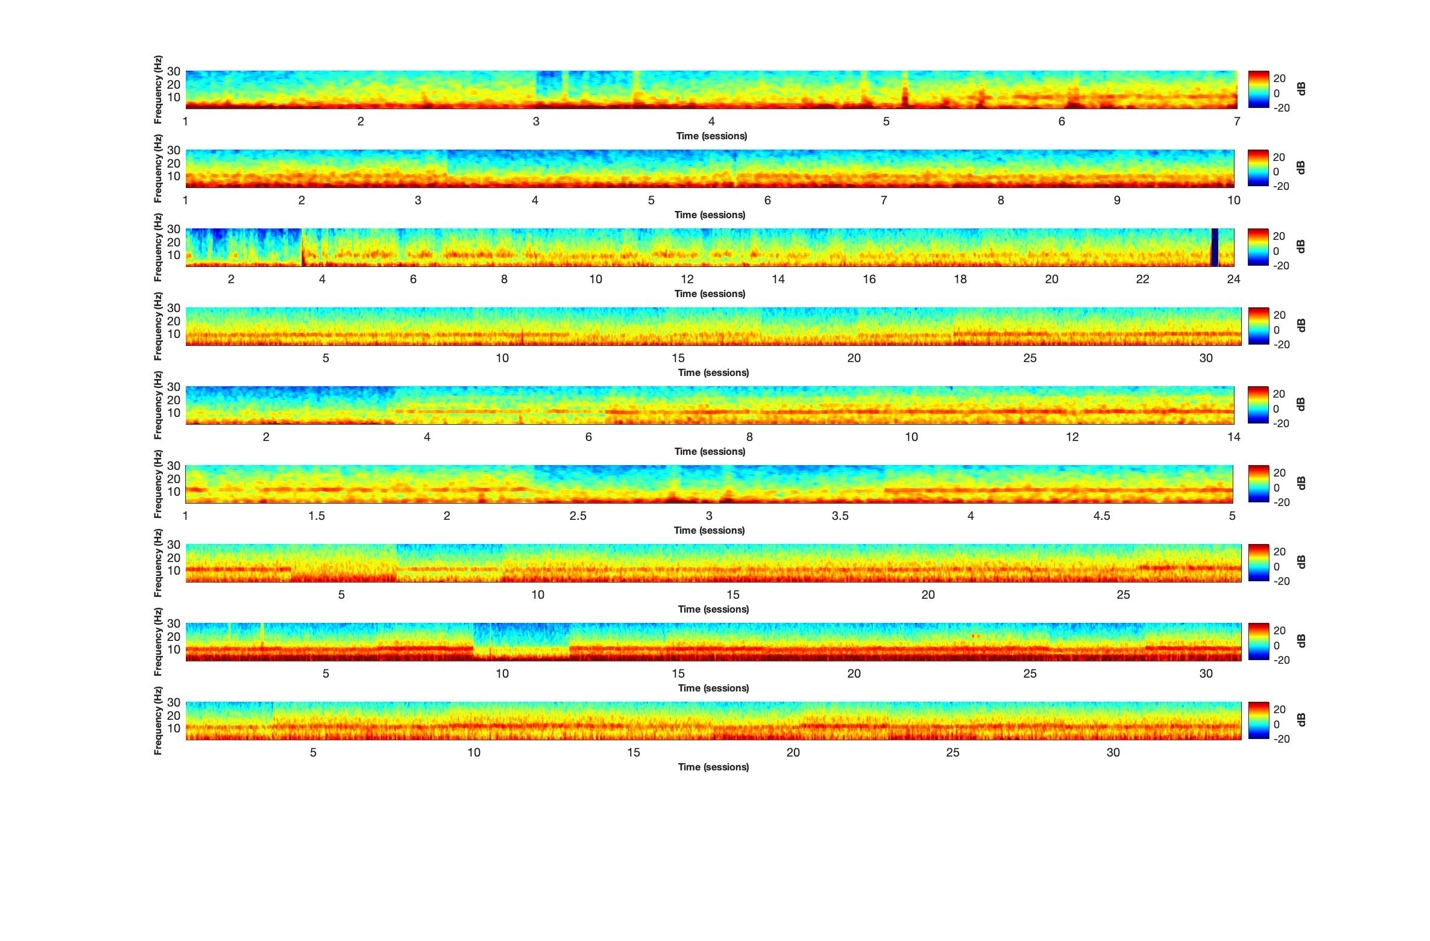 Frequency (Hz) 30 20 10 20 0 -20 dB
1 2 3 4 5 6 7
Time (sessions)
Frequency (Hz) 30 20 10 20 0 -20 dB
1 2 3 4 5 6 7 8 9 10
Time (sessions)
Frequency (Hz) 30 20 10 20 0 -20 dB
2 4 6 8 10 12 14 16 18 20 22 24
Time (sessions)
Frequency (Hz) 30 20 10 20 0 -20 dB
5 10 15 20 25 30
Time (sessions)
Frequency (Hz) 30 20 10 20 0 -20 dB
2 4 6 8 10 12 14
Time (sessions)
Frequency (Hz) 30 20 10 20 0 -20 dB
1 1.5 2 2.5 3 3.5 4 4.5 5
Time (sessions)
Frequency (Hz) 30 20 10 20 0 -20 dB
5 10 15 20 25
Time (sessions)
Frequency (Hz) 30 20 10 20 0 -20 dB
5 10 15 20 25 30
Time (sessions)
Frequency (Hz) 30 20 10 20 0 -20 dB
5 10 15 20 25 30
Time (sessions)